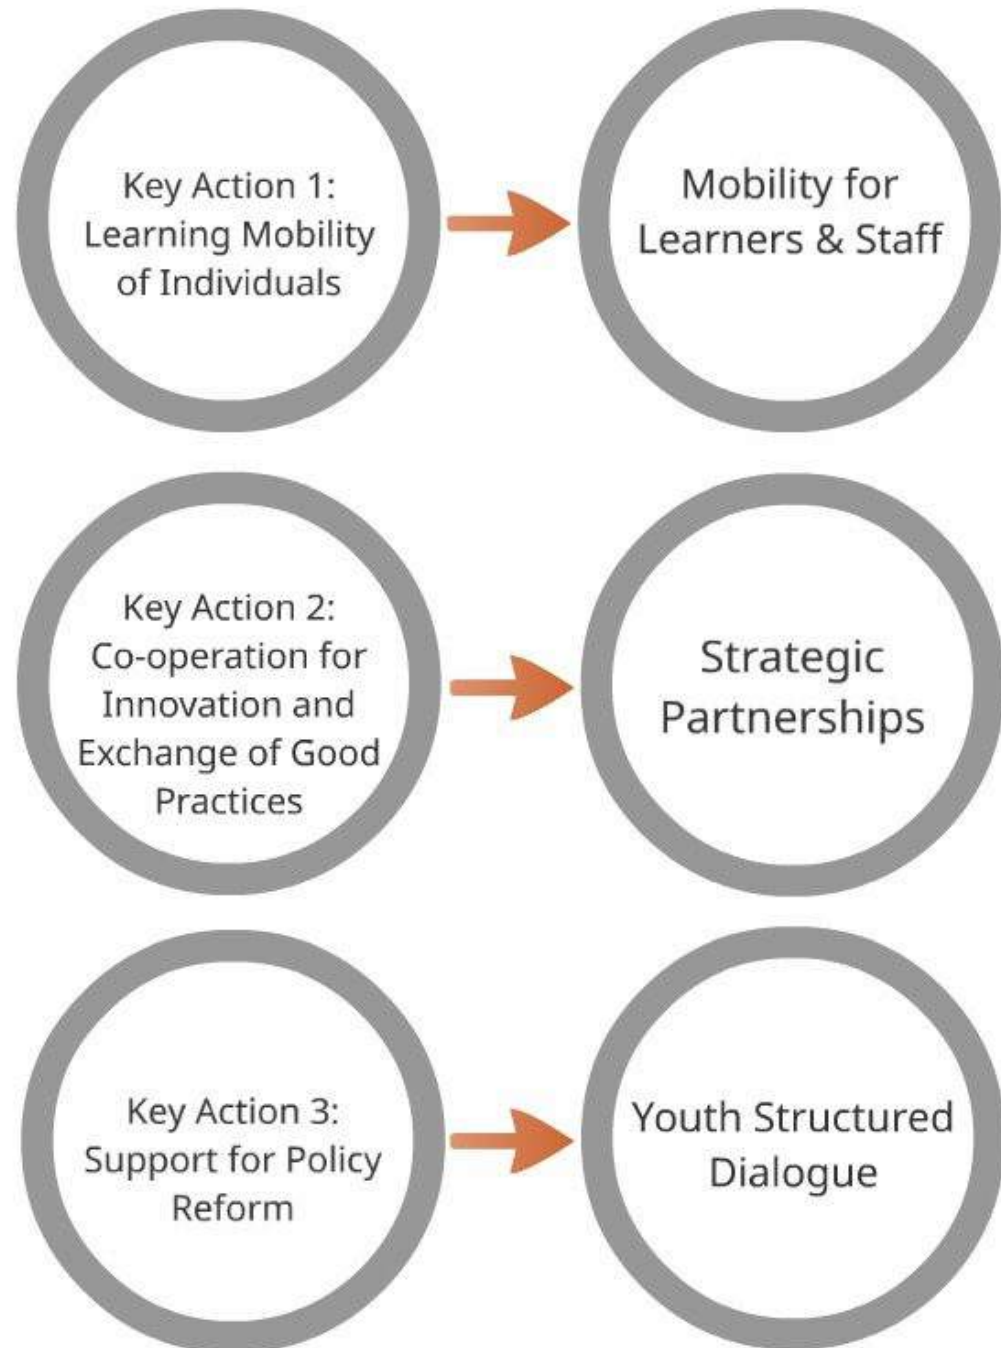 Key Action 1:
Learning Mobility
of Individuals
Mobility for
Learners & Staff
Key Action 2:
Co-operation for
Innovation and
Exchange of Good
Practices
Strategic
Partnerships
Key Action 3:
Support for Policy
Reform
Youth Structured
Dialogue